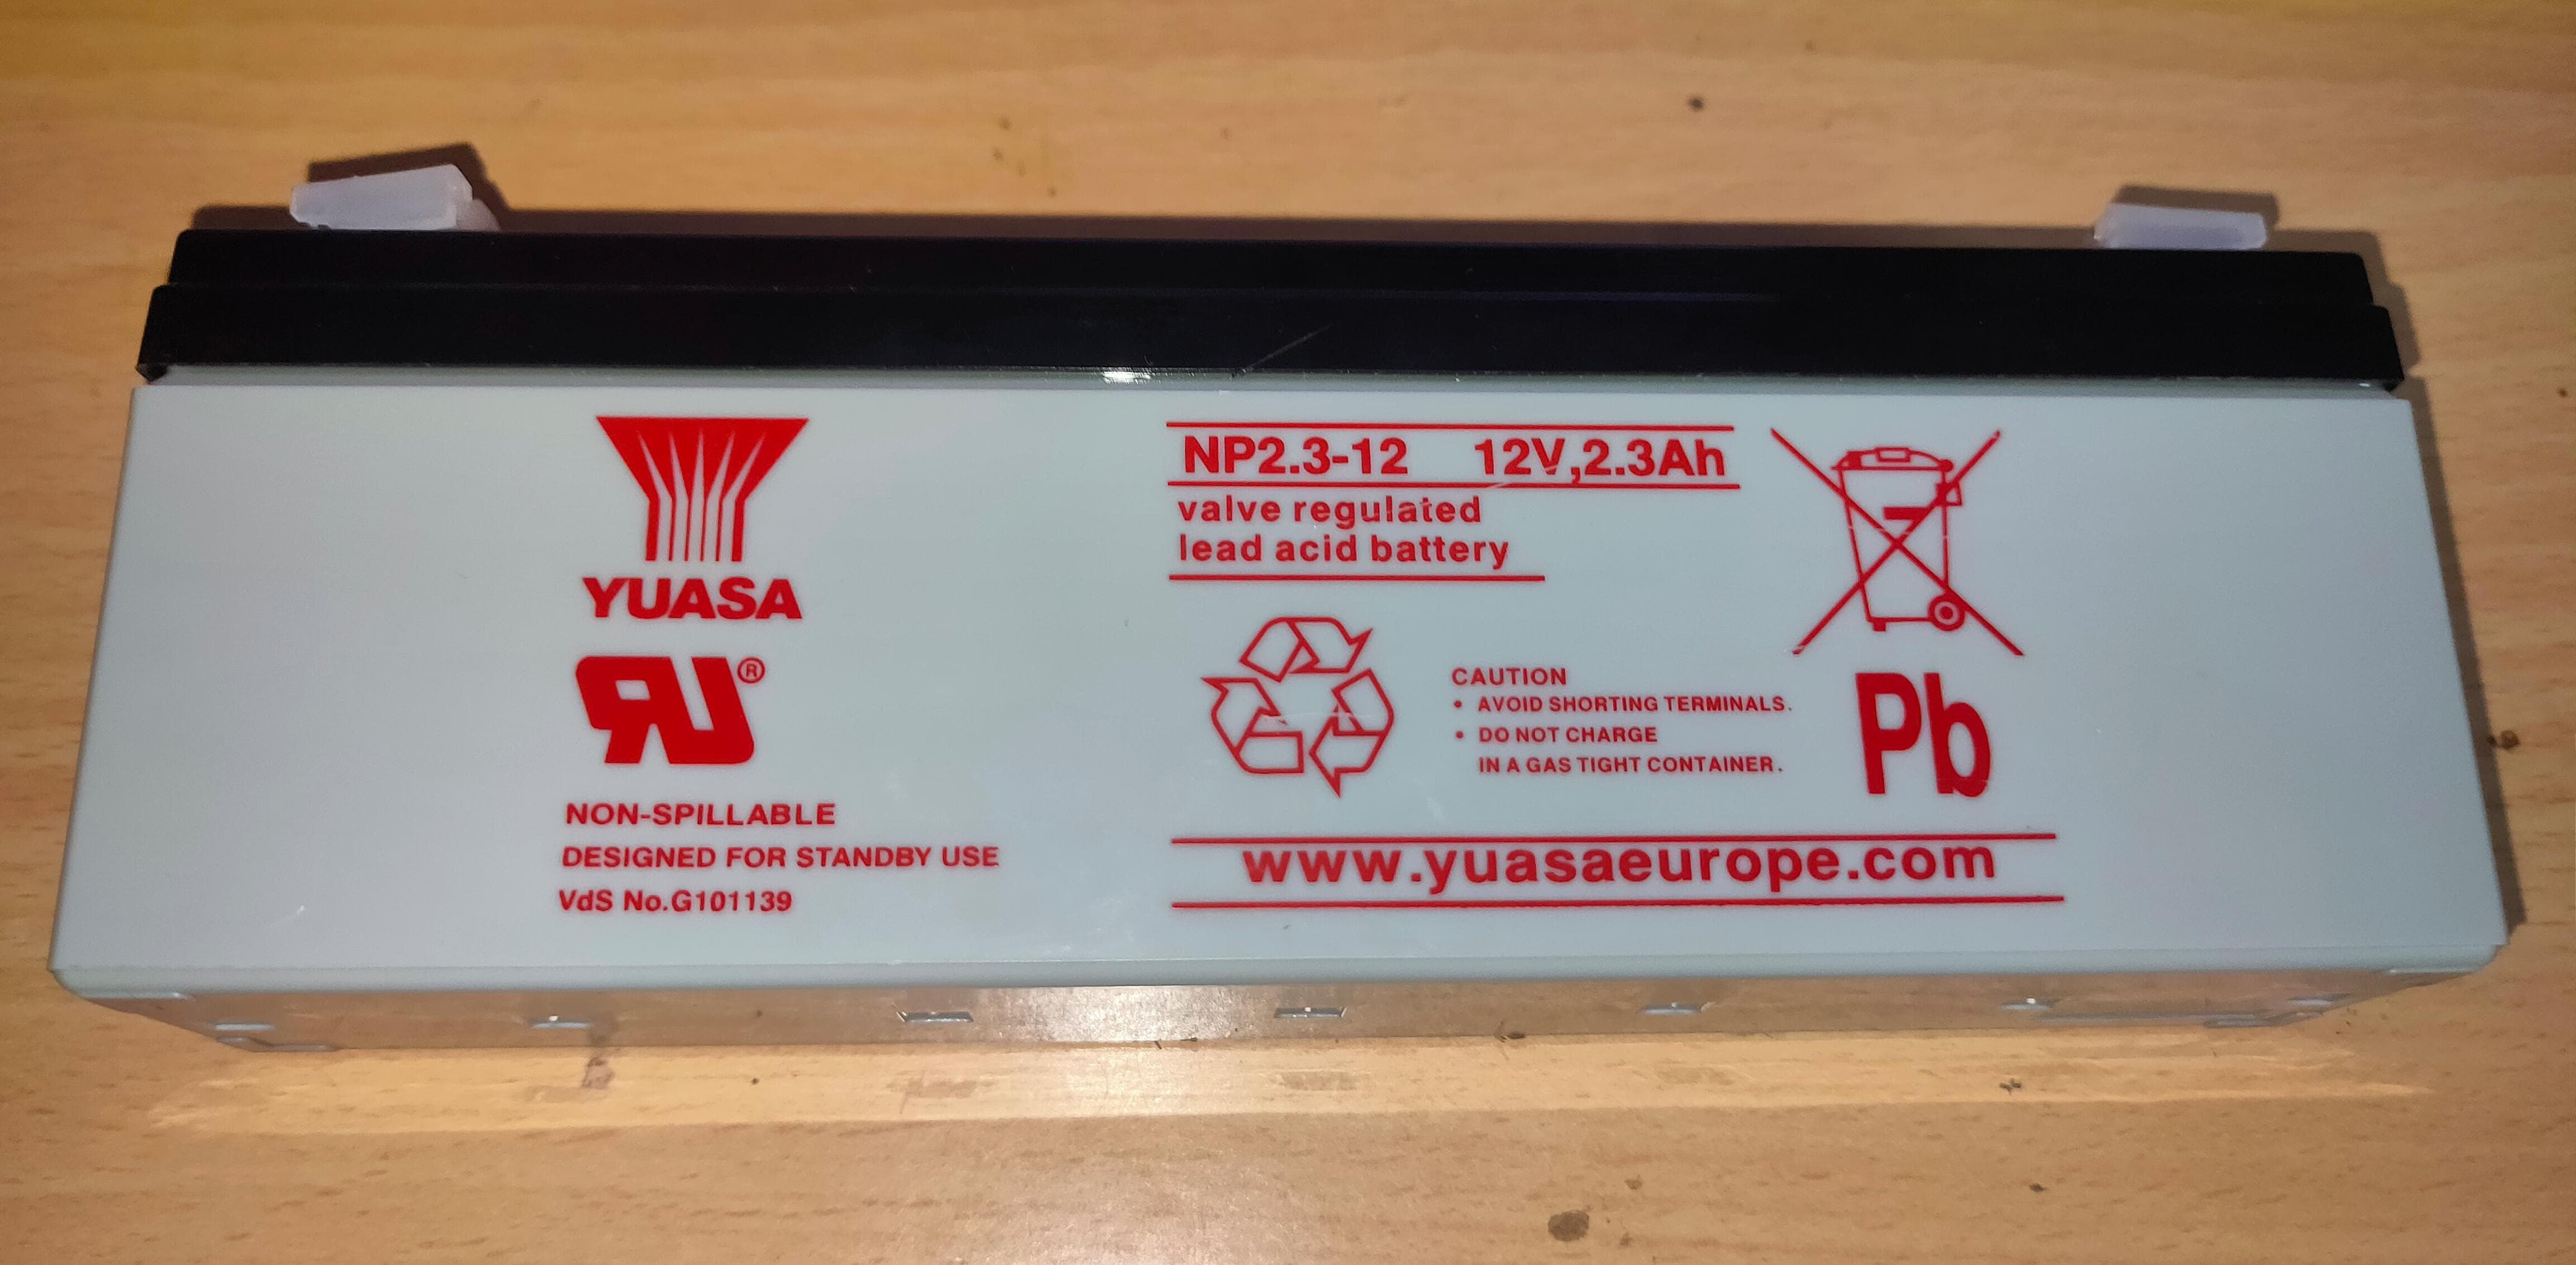 YUASA
RU®
NON-SPILLABLE
DESIGNED FOR STANDBY USE
VdS No.G101139
NP2.3-12 12V,2.3Ah
valve regulated
lead acid battery
CAUTION
• AVOID SHORTING TERMINALS.
• DO NOT CHARGE
IN A GAS TIGHT CONTAINER.
Pb
www.yuasaeurope.com